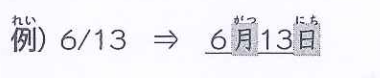 例) 6/13 ⇒ 6月13日
れい がつ にち